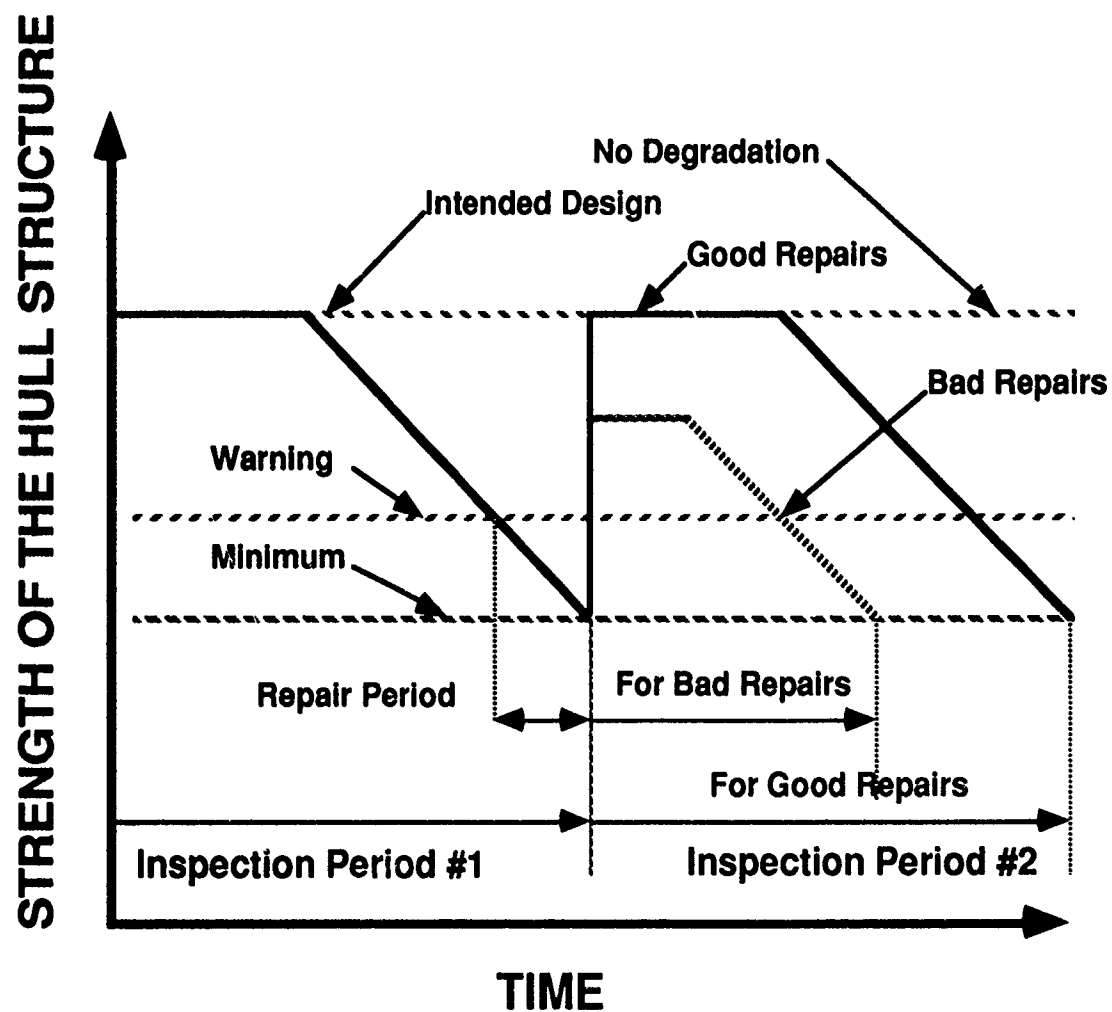 STRENGTH OF THE HULL STRUCTURE
No Degradation
Intended Design
Good Repairs
Bad Repairs
Warning
Minimum
For Bad Repairs
Repair Period
For Good Repairs
Inspection Period #1
Inspection Period #2
TIME